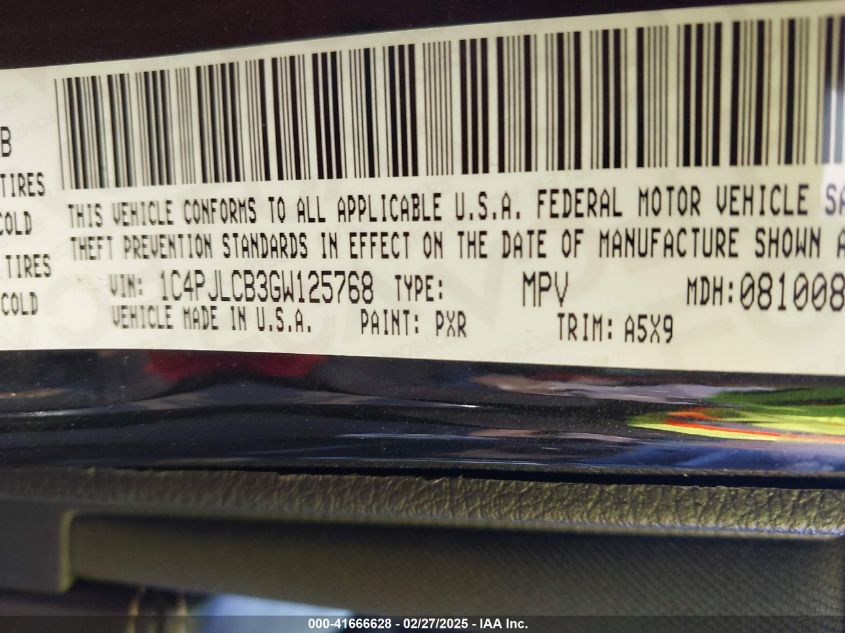 B
TIRES
COLD
TIRES
COLD
THIS VEHICLE CONFORMS TO ALL APPLICABLE U.S.A. FEDERAL MOTOR VEHICLE SA
THEFT PREVENTION STANDARDS IN EFFECT ON THE DATE OF MANUFACTURE SHOWN A
VIN: 1C4PJLCB3GW125768 TYPE: MPV MDH:081008
VEHICLE MADE IN U.S.A. PAINT: PXR TRIM: A5X9
000-41666628 - 02/27/2025 - IAA Inc.